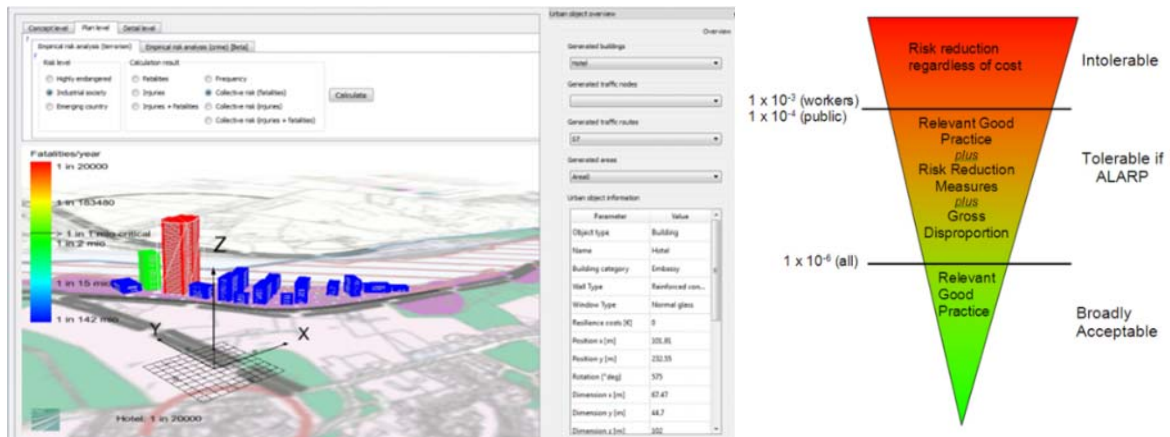 Urban object overview
Concept level Plan level Detail level
Overview
Empirical risk analysis (terrorism) Empirical risk analysis (crime) [Beta]
Risk level Calculation result
Highly endangered Fatalities Frequency
Industrial society Injuries Collective risk (fatalities)
Emerging country Injuries + fatalities Collective risk (injuries)
Collective risk (injuries + fatalities)
Calculate
Fatalities/year
1 in 20000
1 in 183480
> 1 in 1 mio critical
1 in 2 mio
1 in 15 mio
1 in 142 mio
Z
Y
X
Hotel: 1 in 20000
Generated buildings
Hotel
Generated traffic nodes
Generated traffic routes
Generated areas
Area0
Urban object information
Parameter Value
Object type Building
Name Hotel
Building category Embassy
Wall Type Reinforced con...
Window Type Normal glass
Resilience costs [€] 0
Position x [m] 101.81
Position y [m] 232.55
Rotation [°deg] 575
Dimension x [m] 67.47
Dimension y [m] 44.7
Dimension z [m] 102
Risk reduction
regardless of cost
Intolerable
1 x 10⁻³ (workers)
1 x 10⁻⁴ (public)
Relevant Good
Practice
plus
Risk Reduction
Measures
plus
Gross
Disproportion
Tolerable if
ALARP
1 x 10⁻⁶ (all)
Relevant
Good
Practice
Broadly
Acceptable